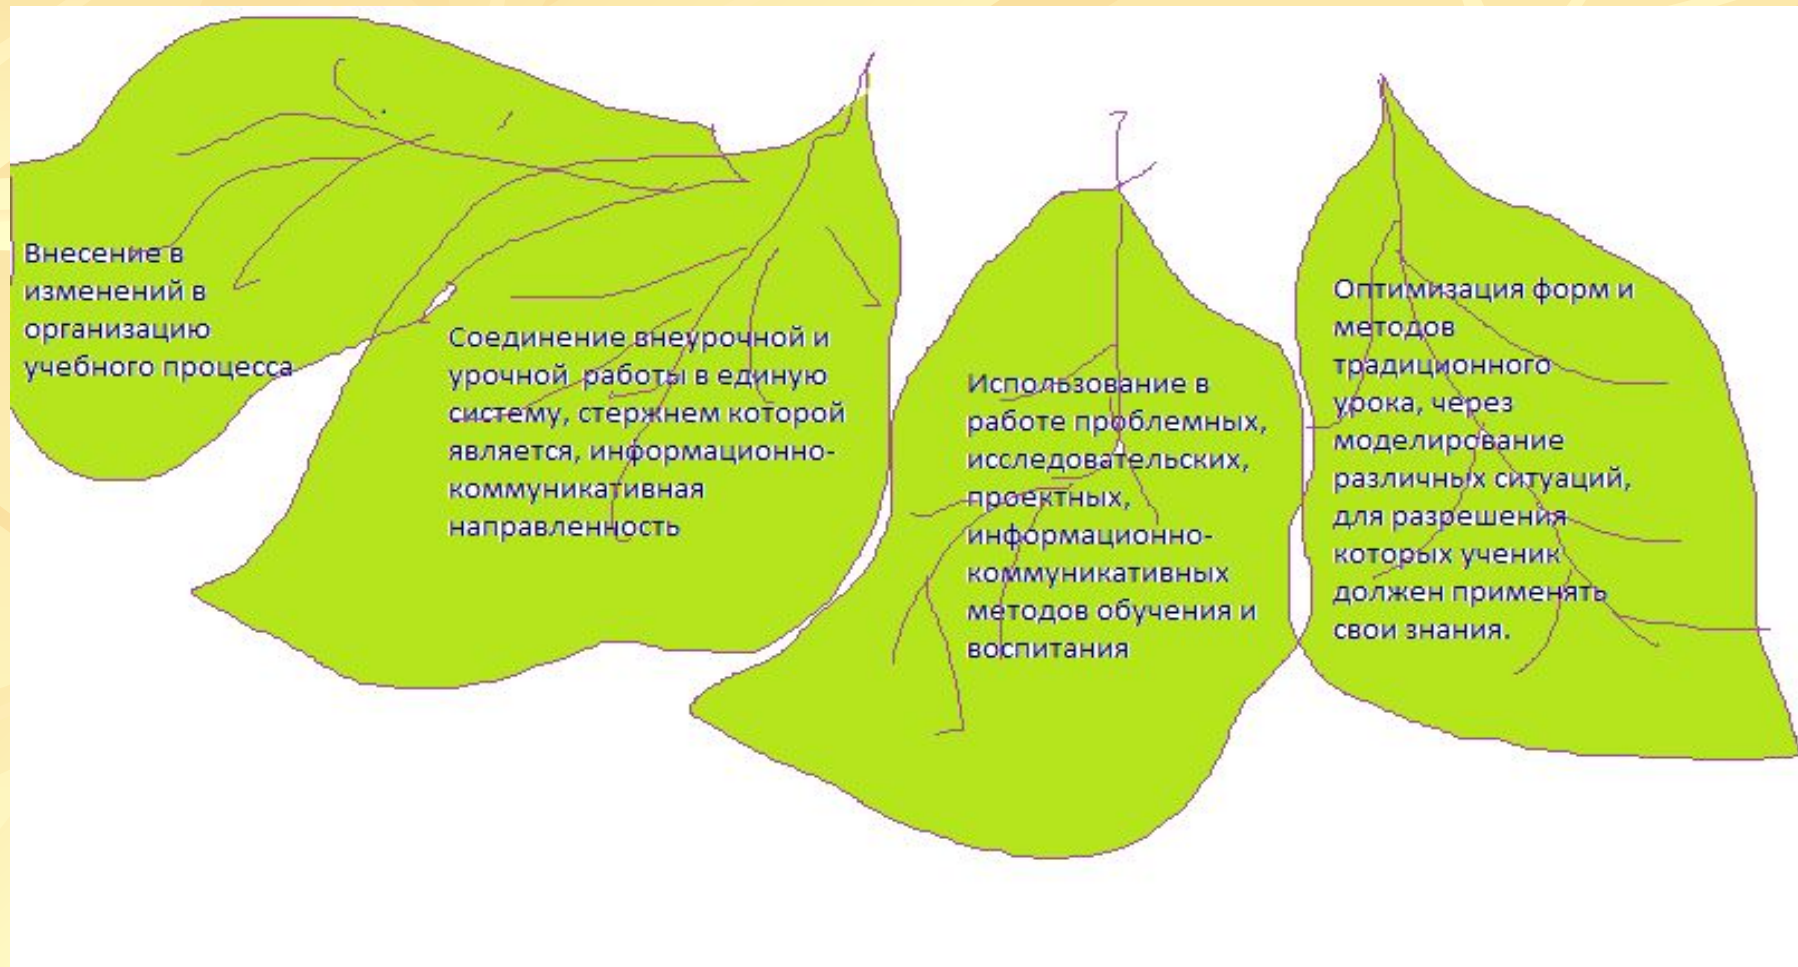 Внесение в
изменений в
организацию
учебного процесса
Соединение внеурочной и
урочной работы в единую
систему, стержнем которой
является, информационно-
коммуникативная
направленность
Использование в
работе проблемных,
исследовательских,
проектных,
информационно-
коммуникативных
методов обучения и
воспитания
Оптимизация форм и
методов
традиционного
урока, через
моделирование
различных ситуаций,
для разрешения
которых ученик
должен применять
свои знания.